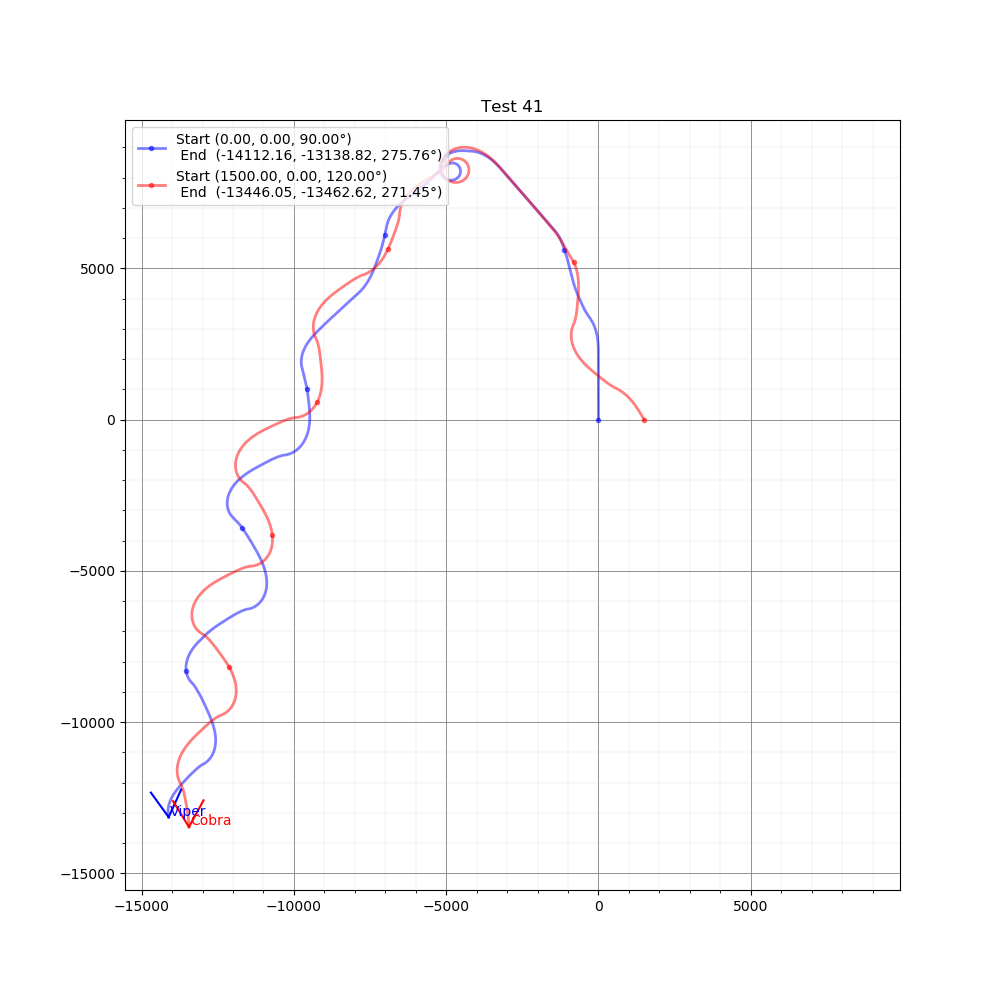 Test 41
Start (0.00, 0.00, 90.00°)
End (-14112.16, -13138.82, 275.76°)
Start (1500.00, 0.00, 120.00°)
End (-13446.05, -13462.62, 271.45°)
5000
0
−5000
−10000
−15000
Viper
Cobra
−15000 −10000 −5000 0 5000